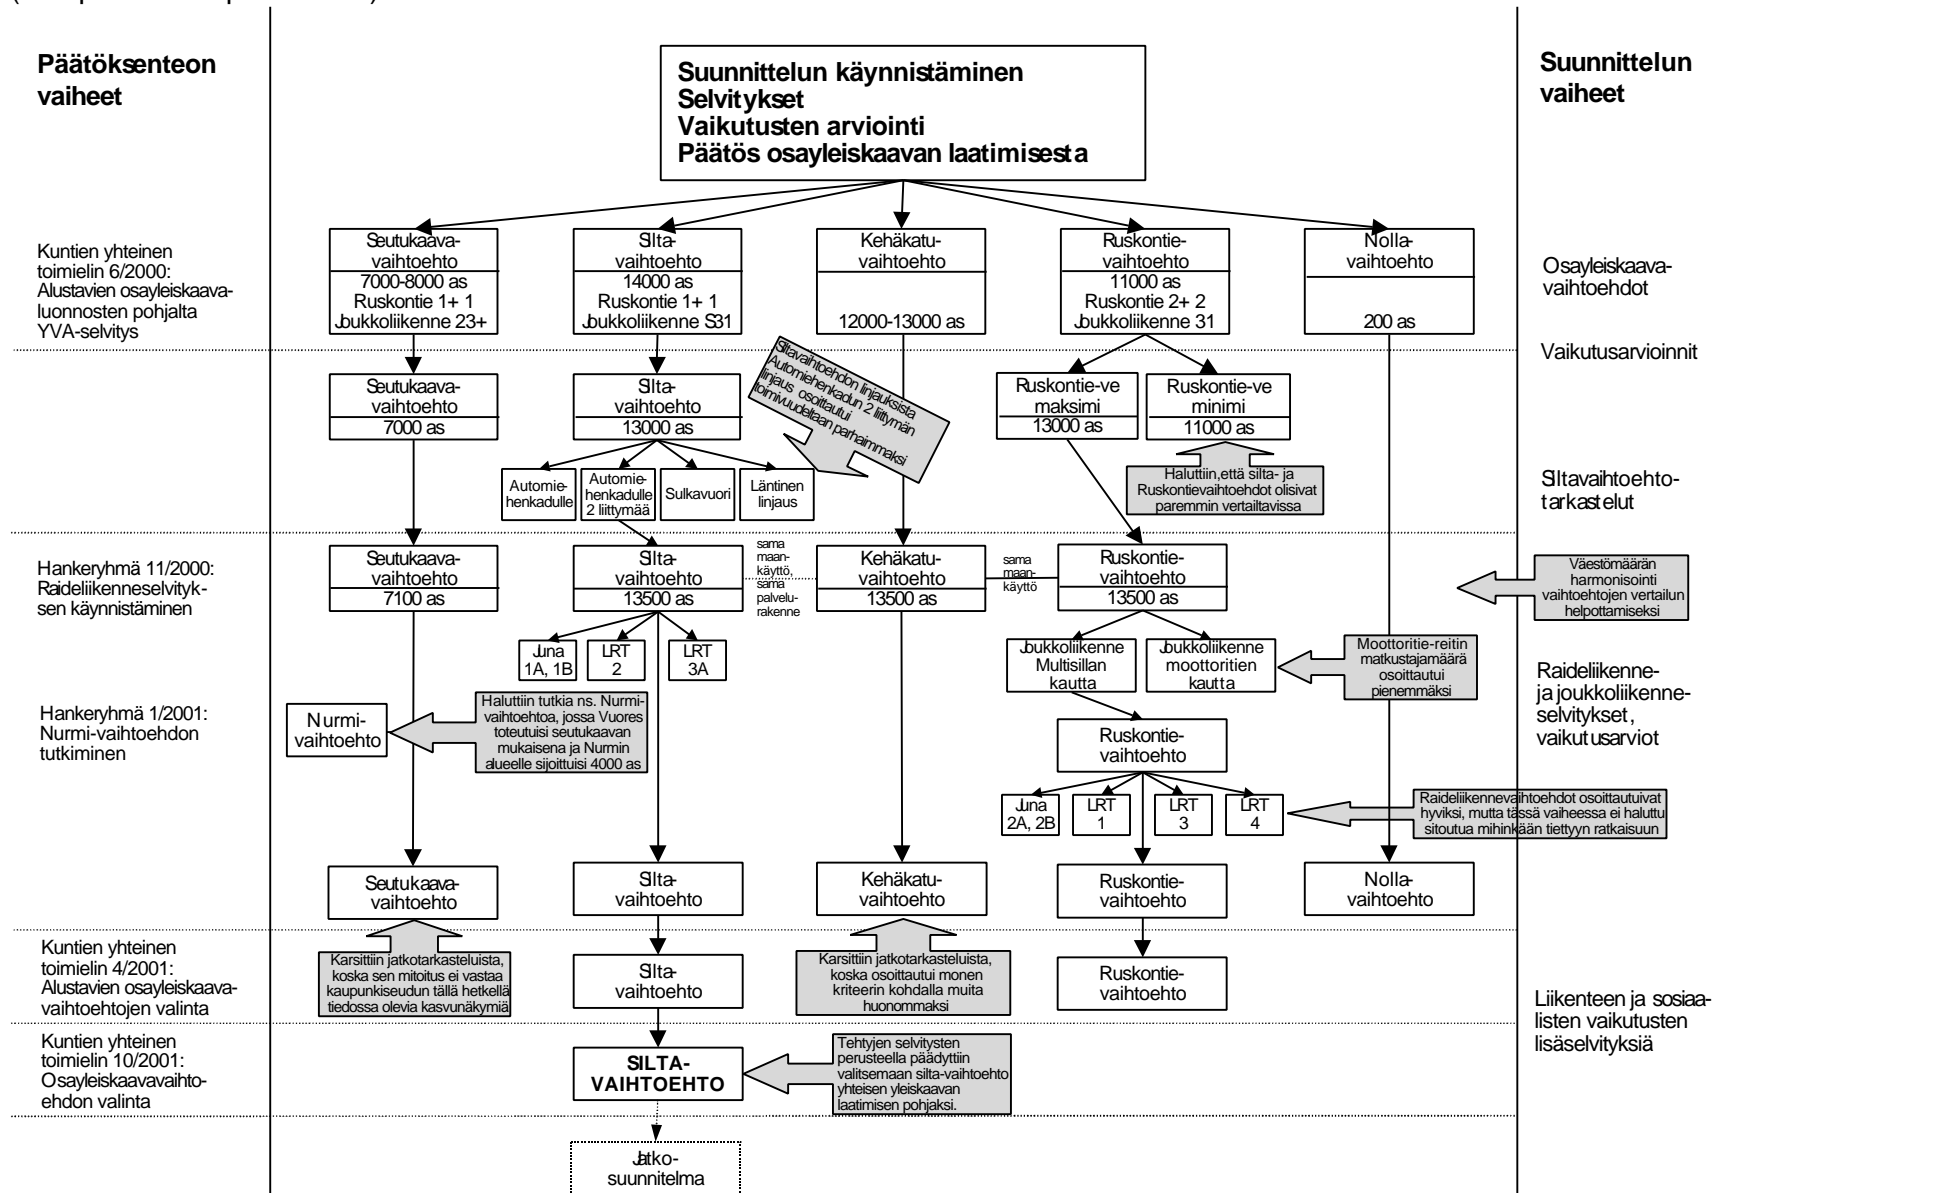 Päätöksenteon
vaiheet
Suunnittelun käynnistäminen
Selvitykset
Vaikutusten arviointi
Päätös osayleiskaavan laatimisesta
Suunnittelun
vaiheet
Kuntien yhteinen
toimielin 6/2000:
Alustavien osayleiskaava-
luonnosten pohjalta
YVA-selvitys
Seutukaava-
vaihtoehto
7000-8000 as
Ruskontie 1+ 1
Joukkoliikenne 23+
Silta-
vaihtoehto
14000 as
Ruskontie 1+ 1
Joukkoliikenne S31
Kehäkatu-
vaihtoehto
12000-13000 as
Ruskontie-
vaihtoehto
11000 as
Ruskontie 2+ 2
Joukkoliikenne 31
Nolla-
vaihtoehto
200 as
Osayleiskaava-
vaihtoehdot
Vaikutusarvioinnit
Seutukaava-
vaihtoehto
7000 as
Silta-
vaihtoehto
13000 as
Siltavaihtoehdon linjauksista
Automiehenkadun 2 liittymän
linjaus osoittautui
toimivuudeltaan parhaimmaksi
Ruskontie-ve
maksimi
13000 as
Ruskontie-ve
minimi
11000 as
Automie-
henkadulle
Automie-
henkadulle
2 liittymää
Sulkavuori
Läntinen
linjaus
Haluttiin,että silta- ja
Ruskontievaihtoehdot olisivat
paremmin vertailtavissa
Siltavaihtoehto-
tarkastelut
Hankeryhmä 11/2000:
Raideliikenneselvityk-
sen käynnistäminen
Seutukaava-
vaihtoehto
7100 as
Silta-
vaihtoehto
13500 as
sama
maan-
käyttö,
sama
palvelu-
rakenne
Kehäkatu-
vaihtoehto
13500 as
sama
maan-
käyttö
Ruskontie-
vaihtoehto
13500 as
Väestömäärän
harmonisointi
vaihtoehtojen vertailun
helpottamiseksi
Juna
1A, 1B
LRT
2
LRT
3A
Joukkoliikenne
Multisillan
kautta
Joukkoliikenne
moottoritien
kautta
Moottoritie-reitin
matkustajamäärä
osoittautui
pienemmäksi
Raideliikenne-
ja joukkoliikenne-
selvitykset,
vaikutusarviot
Hankeryhmä 1/2001:
Nurmi-vaihtoehdon
tutkiminen
Nurmi-
vaihtoehto
Haluttiin tutkia ns. Nurmi-
vaihtoehtoa, jossa Vuores
toteutuisi seutukaavan
mukaisena ja Nurmin
alueelle sijoittuisi 4000 as
Ruskontie-
vaihtoehto
Juna
2A, 2B
LRT
1
LRT
3
LRT
4
Raideliikennevaihtoehdot osoittautuivat
hyviksi, mutta tässä vaiheessa ei haluttu
sitoutua mihinkään tiettyyn ratkaisuun
Seutukaava-
vaihtoehto
Silta-
vaihtoehto
Kehäkatu-
vaihtoehto
Ruskontie-
vaihtoehto
Nolla-
vaihtoehto
Kuntien yhteinen
toimielin 4/2001:
Alustavien osayleiskaava-
vaihtoehtojen valinta
Karsittiin jatkotarkasteluista,
koska sen mitoitus ei vastaa
kaupunkiseudun tällä hetkellä
tiedossa olevia kasvunäkymiä
Silta-
vaihtoehto
Karsittiin jatkotarkasteluista,
koska osoittautui monen
kriteerin kohdalla muita
huonommaksi
Ruskontie-
vaihtoehto
Liikenteen ja sosiaa-
listen vaikutusten
lisäselvityksiä
Kuntien yhteinen
toimielin 10/2001:
Osayleiskaavavaihto-
ehdon valinta
SILTA-
VAIHTOEHTO
Tehtyjen selvitysten
perusteella päädyttiin
valitsemaan silta-vaihtoehto
yhteisen yleiskaavan
laatimisen pohjaksi.
Jatko-
suunnitelma